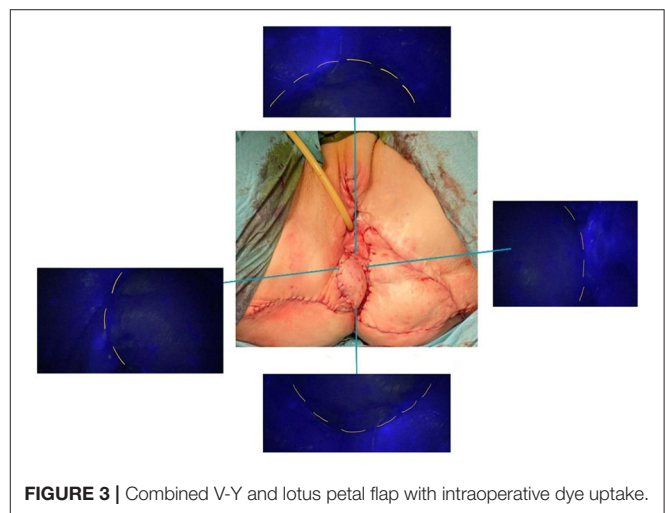 FIGURE 3 | Combined V-Y and lotus petal flap with intraoperative dye uptake.